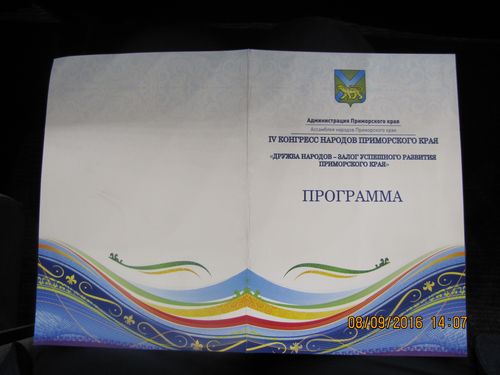 Администрация Приморского края
Ассамблея народов Приморского края
IV КОНГРЕСС НАРОДОВ ПРИМОРСКОГО КРАЯ
«ДРУЖБА НАРОДОВ – ЗАЛОГ УСПЕШНОГО РАЗВИТИЯ
ПРИМОРСКОГО КРАЯ»
ПРОГРАММА
08/09/2016 14:07